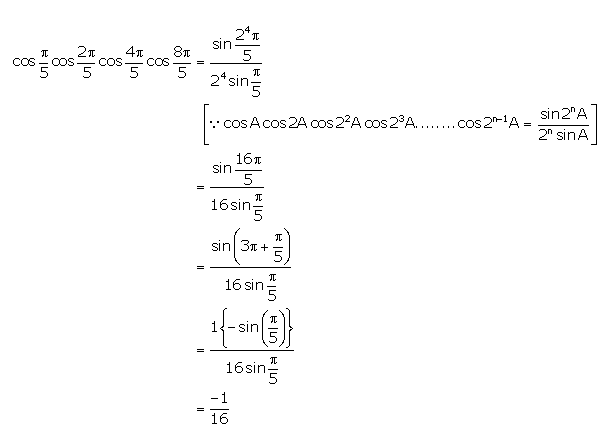 cos π/5 cos 2π/5 cos 4π/5 cos 8π/5 = sin 2⁴π/5 / 2⁴ sin π/5
[∵ cos A cos 2A cos 2²A cos 2³A........ cos 2ⁿ⁻¹A = sin 2ⁿA / 2ⁿ sin A]
= sin 16π/5 / 16 sin π/5
= sin(3π + π/5) / 16 sin π/5
= 1{−sin(π/5)} / 16 sin π/5
= −1/16